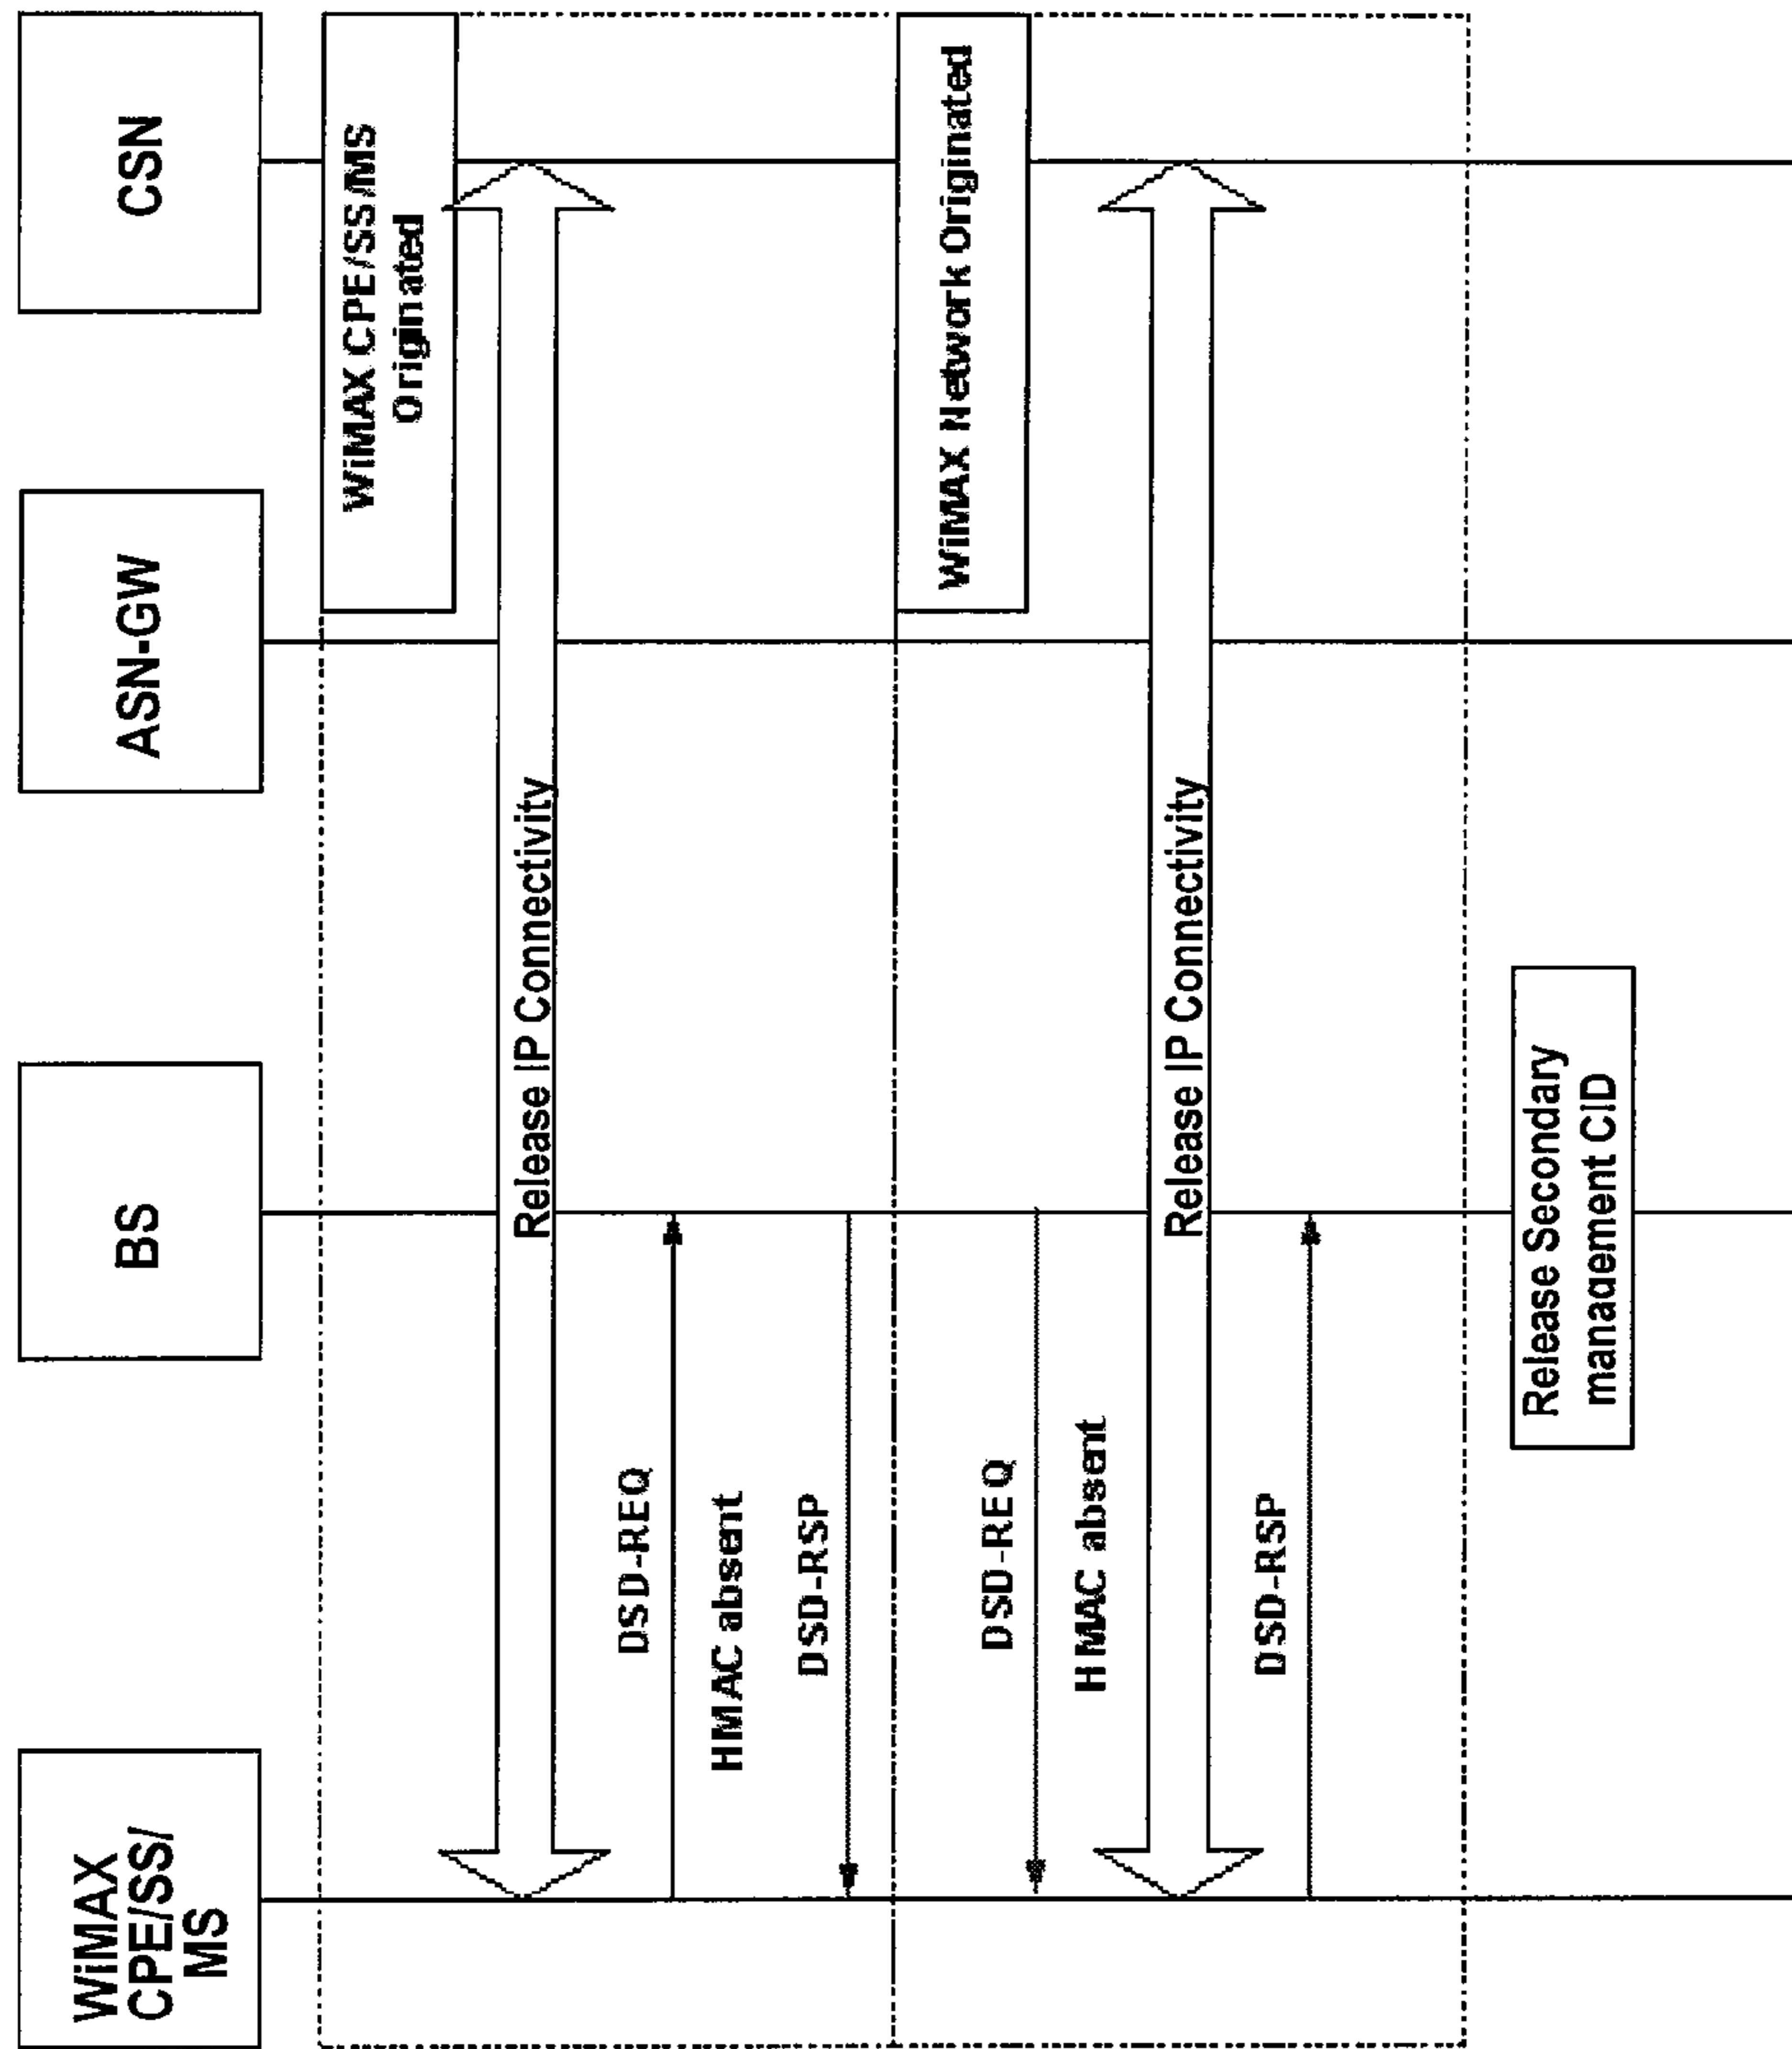 WiMAX
CPE/SS/
MS
BS
ASN-GW
CSN
WiMAX CPE/SS/MS
Originated
Release IP Connectivity
DSD-REQ
HMAC absent
DSD-RSP
WiMAX Network Originated
DSD-REQ
HMAC absent
Release IP Connectivity
DSD-RSP
Release Secondary
management CID